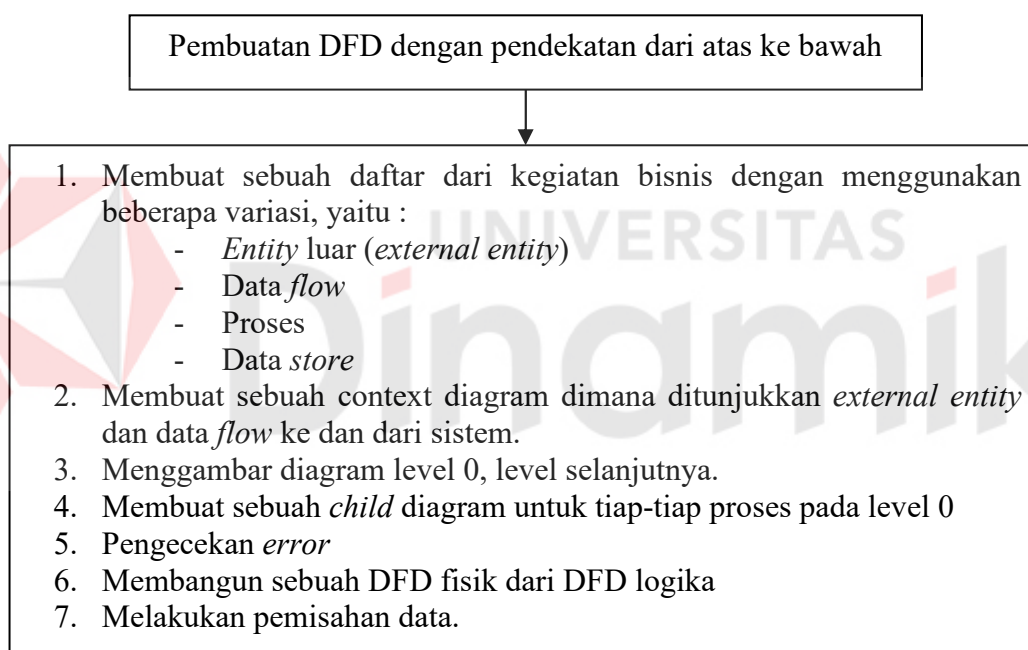 Pembuatan DFD dengan pendekatan dari atas ke bawah
1. Membuat sebuah daftar dari kegiatan bisnis dengan menggunakan
beberapa variasi, yaitu :
- Entity luar (external entity)
- Data flow
- Proses
- Data store
2. Membuat sebuah context diagram dimana ditunjukkan external entity
dan data flow ke dan dari sistem.
3. Menggambar diagram level 0, level selanjutnya.
4. Membuat sebuah child diagram untuk tiap-tiap proses pada level 0
5. Pengecekan error
6. Membangun sebuah DFD fisik dari DFD logika
7. Melakukan pemisahan data.
UNIVERSITAS
Dinamik